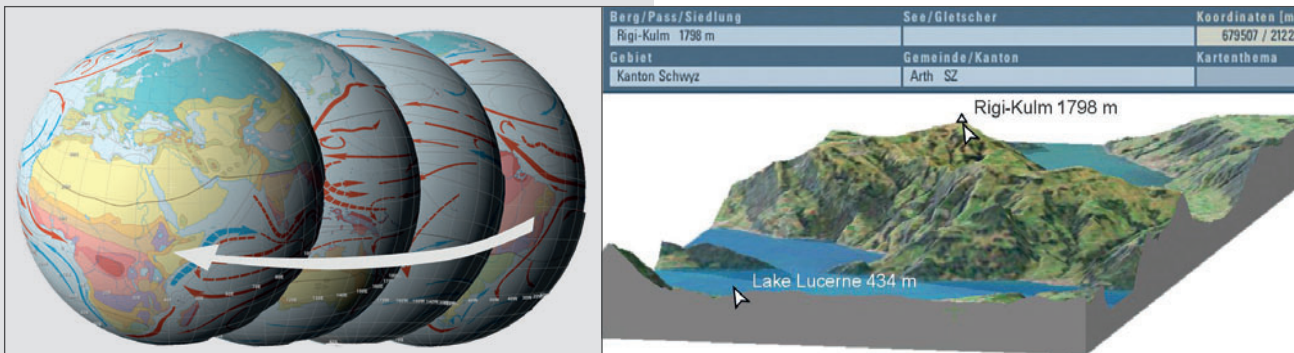 Berg/Pass/Siedlung See/Gletscher Koordinaten [m
Rigi-Kulm 1798 m 679507 / 2122
Gebiet Gemeinde/Kanton Kartenthema
Kanton Schwyz Arth SZ
Rigi-Kulm 1798 m
Lake Lucerne 434 m